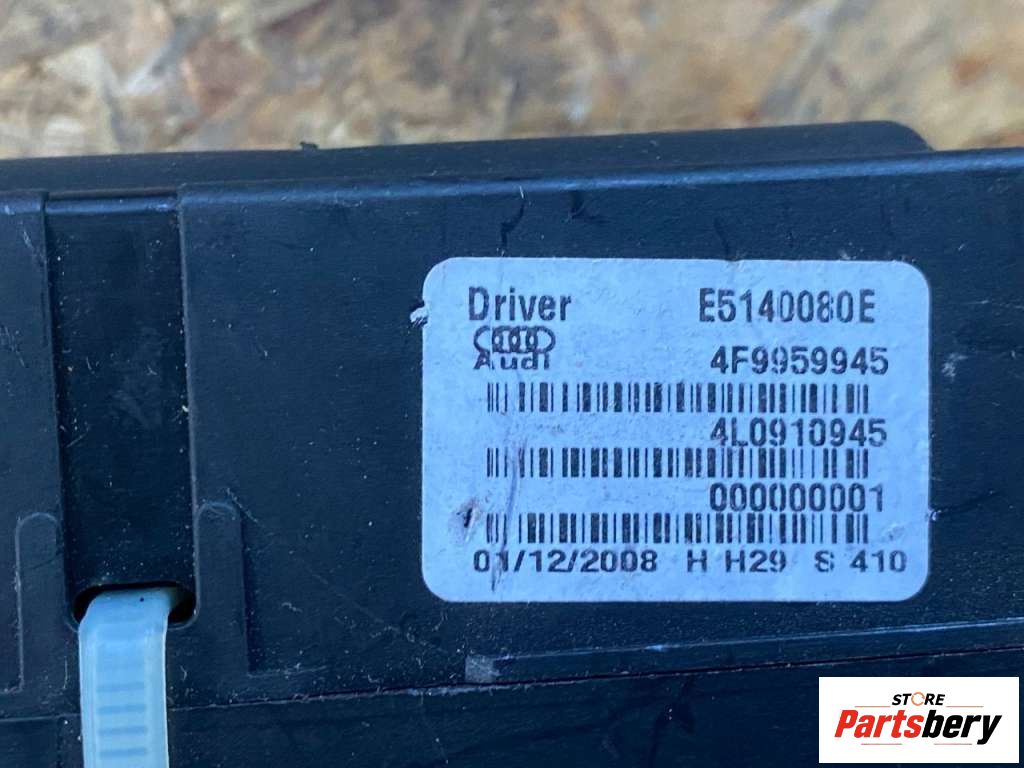 Driver E5140080E
Audi 4F9959945
4L0910945
000000001
01/12/2008 H H29 S 410
STORE
Partsbery